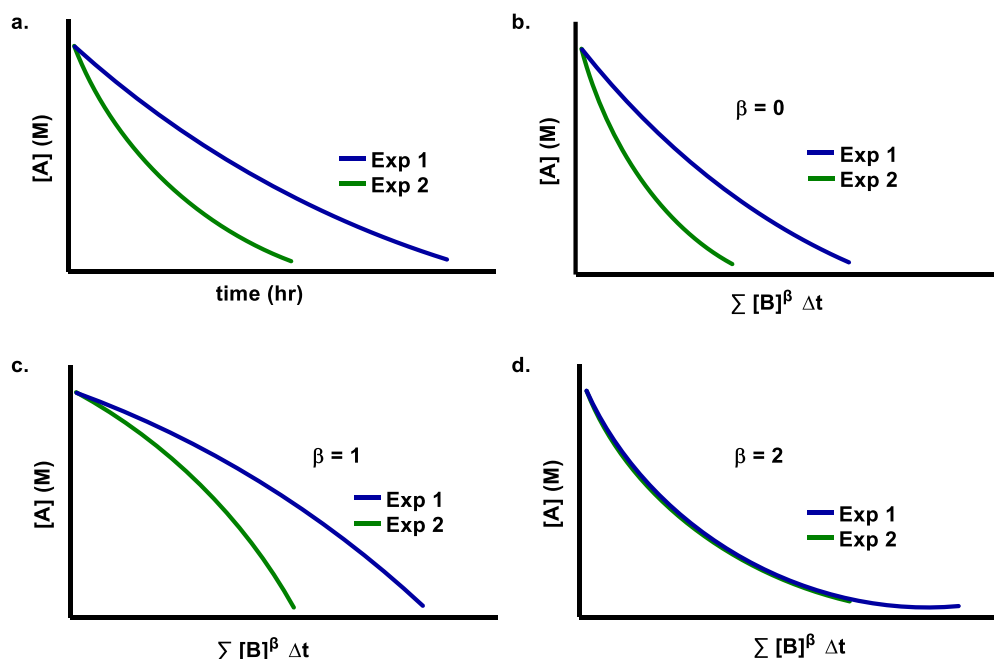 a.
[A] (M)
Exp 1
Exp 2
time (hr)
b.
[A] (M)
β = 0
Exp 1
Exp 2
∑ [B]^β Δt
c.
[A] (M)
β = 1
Exp 1
Exp 2
∑ [B]^β Δt
d.
[A] (M)
β = 2
Exp 1
Exp 2
∑ [B]^β Δt